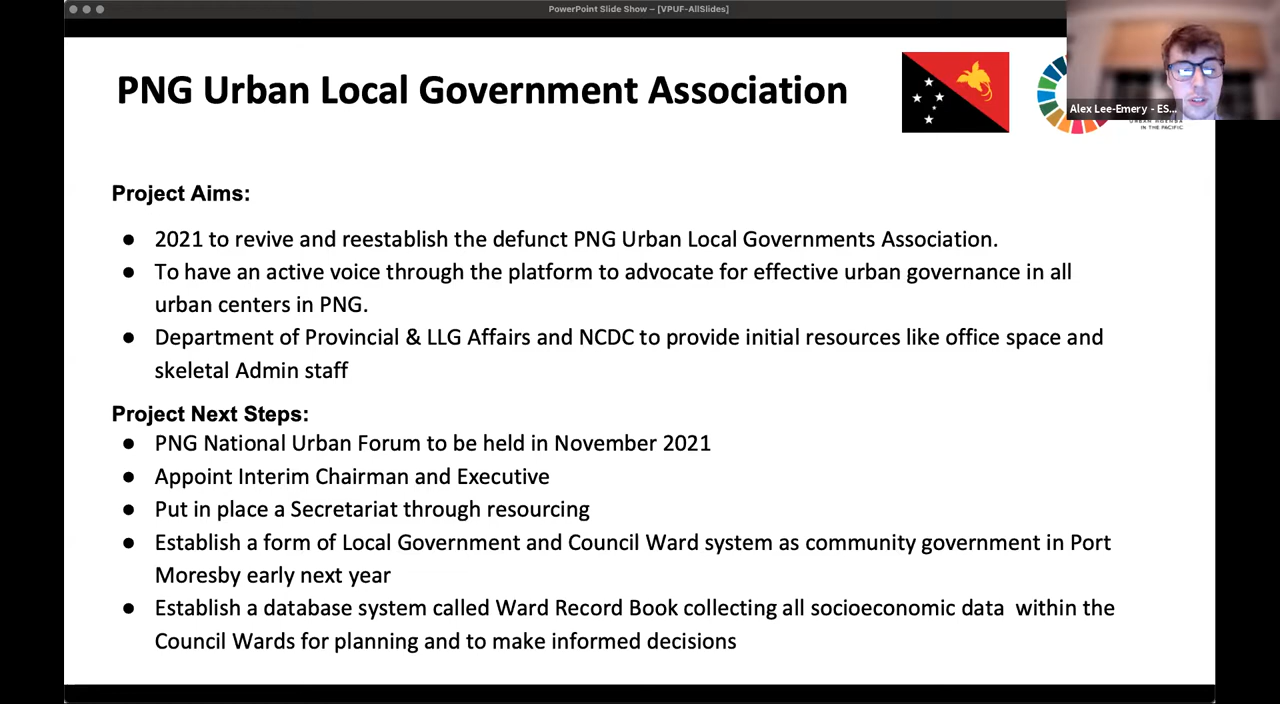 PowerPoint Slide Show – [VPUF-AllSlides]
PNG Urban Local Government Association
Alex Lee-Emery - ES...
IN THE PACIFIC
Project Aims:
● 2021 to revive and reestablish the defunct PNG Urban Local Governments Association.
● To have an active voice through the platform to advocate for effective urban governance in all
urban centers in PNG.
● Department of Provincial & LLG Affairs and NCDC to provide initial resources like office space and
skeletal Admin staff
Project Next Steps:
● PNG National Urban Forum to be held in November 2021
● Appoint Interim Chairman and Executive
● Put in place a Secretariat through resourcing
● Establish a form of Local Government and Council Ward system as community government in Port
Moresby early next year
● Establish a database system called Ward Record Book collecting all socioeconomic data  within the
Council Wards for planning and to make informed decisions